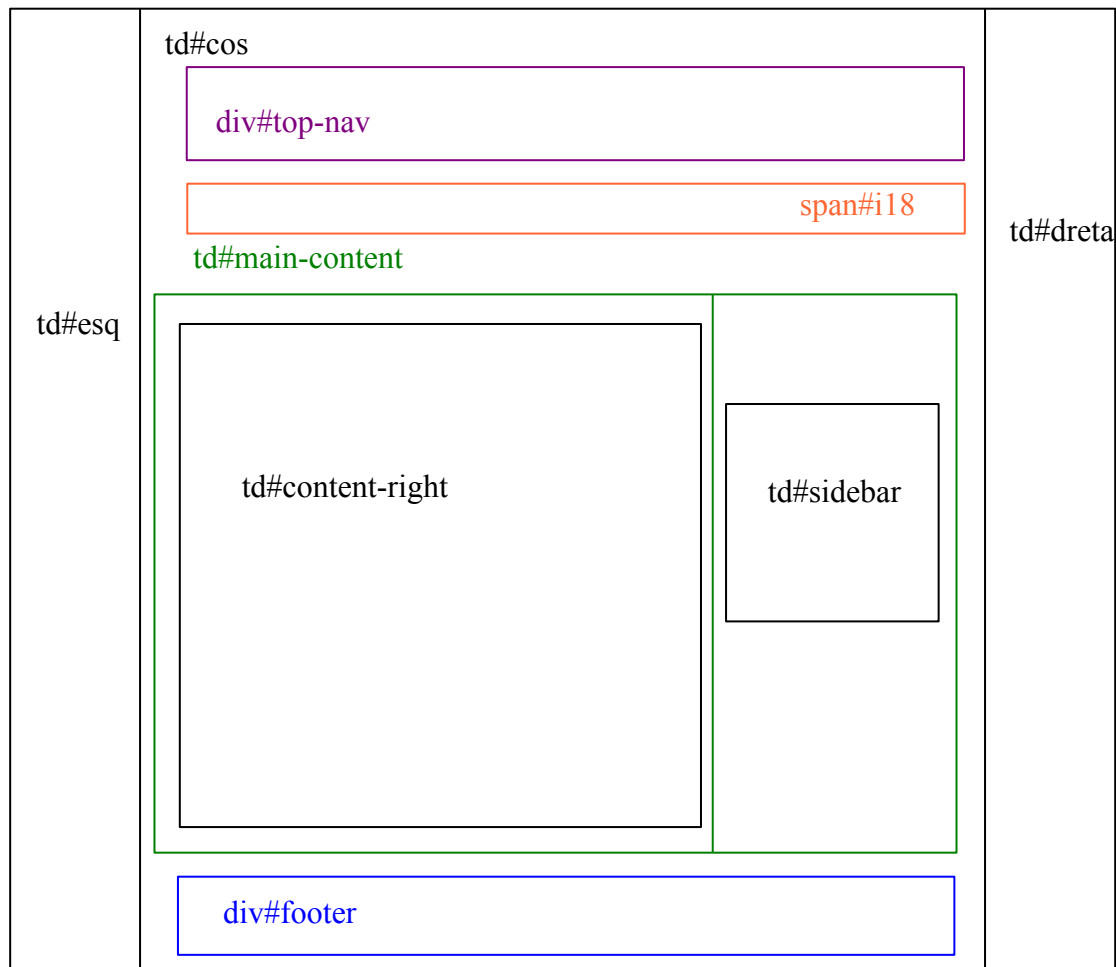 td#cos
div#top-nav
span#i18
td#dreta
td#main-content
td#esq
td#content-right
td#sidebar
div#footer